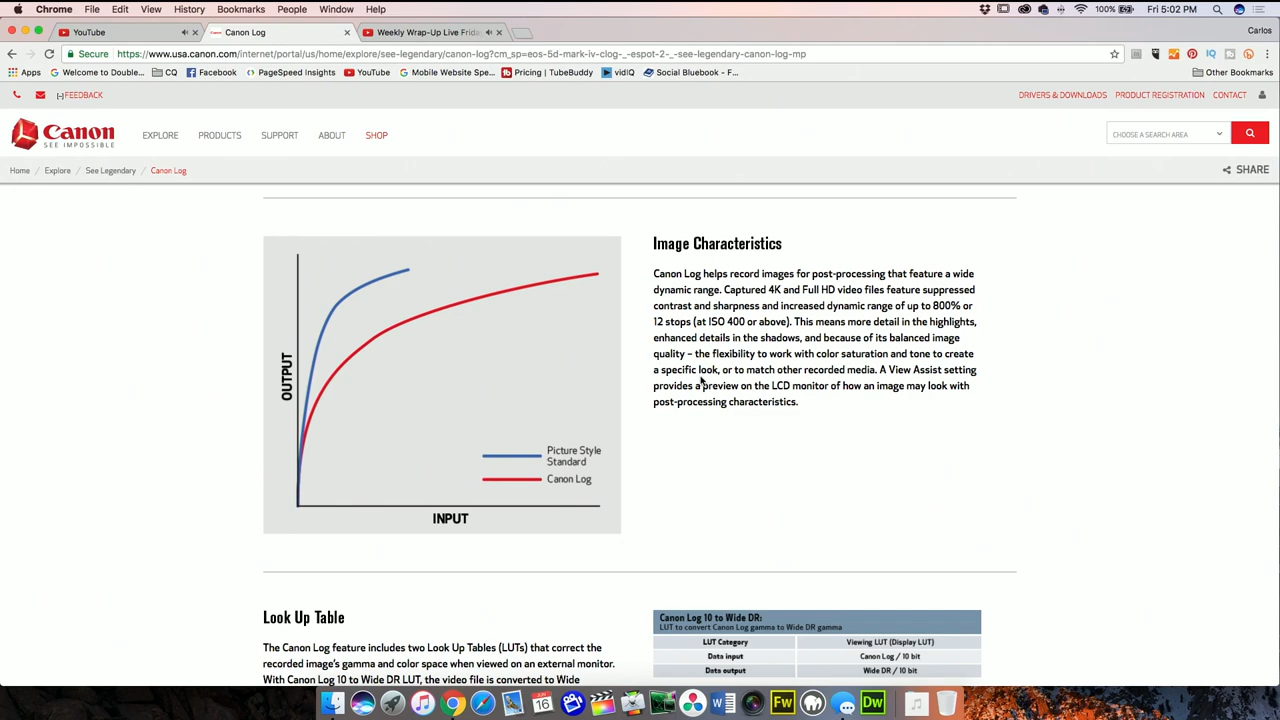 Chrome File Edit View History Bookmarks People Window Help 100% Fri 5:02 PM
YouTube Canon Log Weekly Wrap-Up Live Frida Carlos
Secure https://www.usa.canon.com/internet/portal/us/home/explore/see-legendary/canon-log?cm_sp=eos-5d-mark-iv-clog-_-espot-2-_-see-legendary-canon-log-mp
Apps Welcome to Double... CQ Facebook PageSpeed Insights YouTube Mobile Website Spe... Pricing | TubeBuddy vidIQ Social Bluebook - F... Other Bookmarks
[-] FEEDBACK DRIVERS & DOWNLOADS PRODUCT REGISTRATION CONTACT
Canon EXPLORE PRODUCTS SUPPORT ABOUT SHOP CHOOSE A SEARCH AREA
SEE IMPOSSIBLE
Home / Explore / See Legendary / Canon Log SHARE
OUTPUT
Picture Style
Standard
Canon Log
INPUT
Image Characteristics
Canon Log helps record images for post-processing that feature a wide
dynamic range. Captured 4K and Full HD video files feature suppressed
contrast and sharpness and increased dynamic range of up to 800% or
12 stops (at ISO 400 or above). This means more detail in the highlights,
enhanced details in the shadows, and because of its balanced image
quality – the flexibility to work with color saturation and tone to create
a specific look, or to match other recorded media. A View Assist setting
provides a preview on the LCD monitor of how an image may look with
post-processing characteristics.
Look Up Table
The Canon Log feature includes two Look Up Tables (LUTs) that correct the
recorded image's gamma and color space when viewed on an external monitor.
With Canon Log 10 to Wide DR LUT, the video file is converted to Wide
Canon Log 10 to Wide DR:
LUT to convert Canon Log gamma to Wide DR gamma
LUT Category Viewing LUT (Display LUT)
Data input Canon Log / 10 bit
Data output Wide DR / 10 bit
JUN
16
W Fw Dw